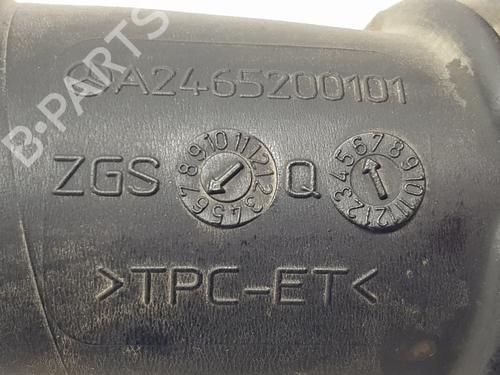 A2465200101
ZGS Q
>TPC-ET<
B-PARTS